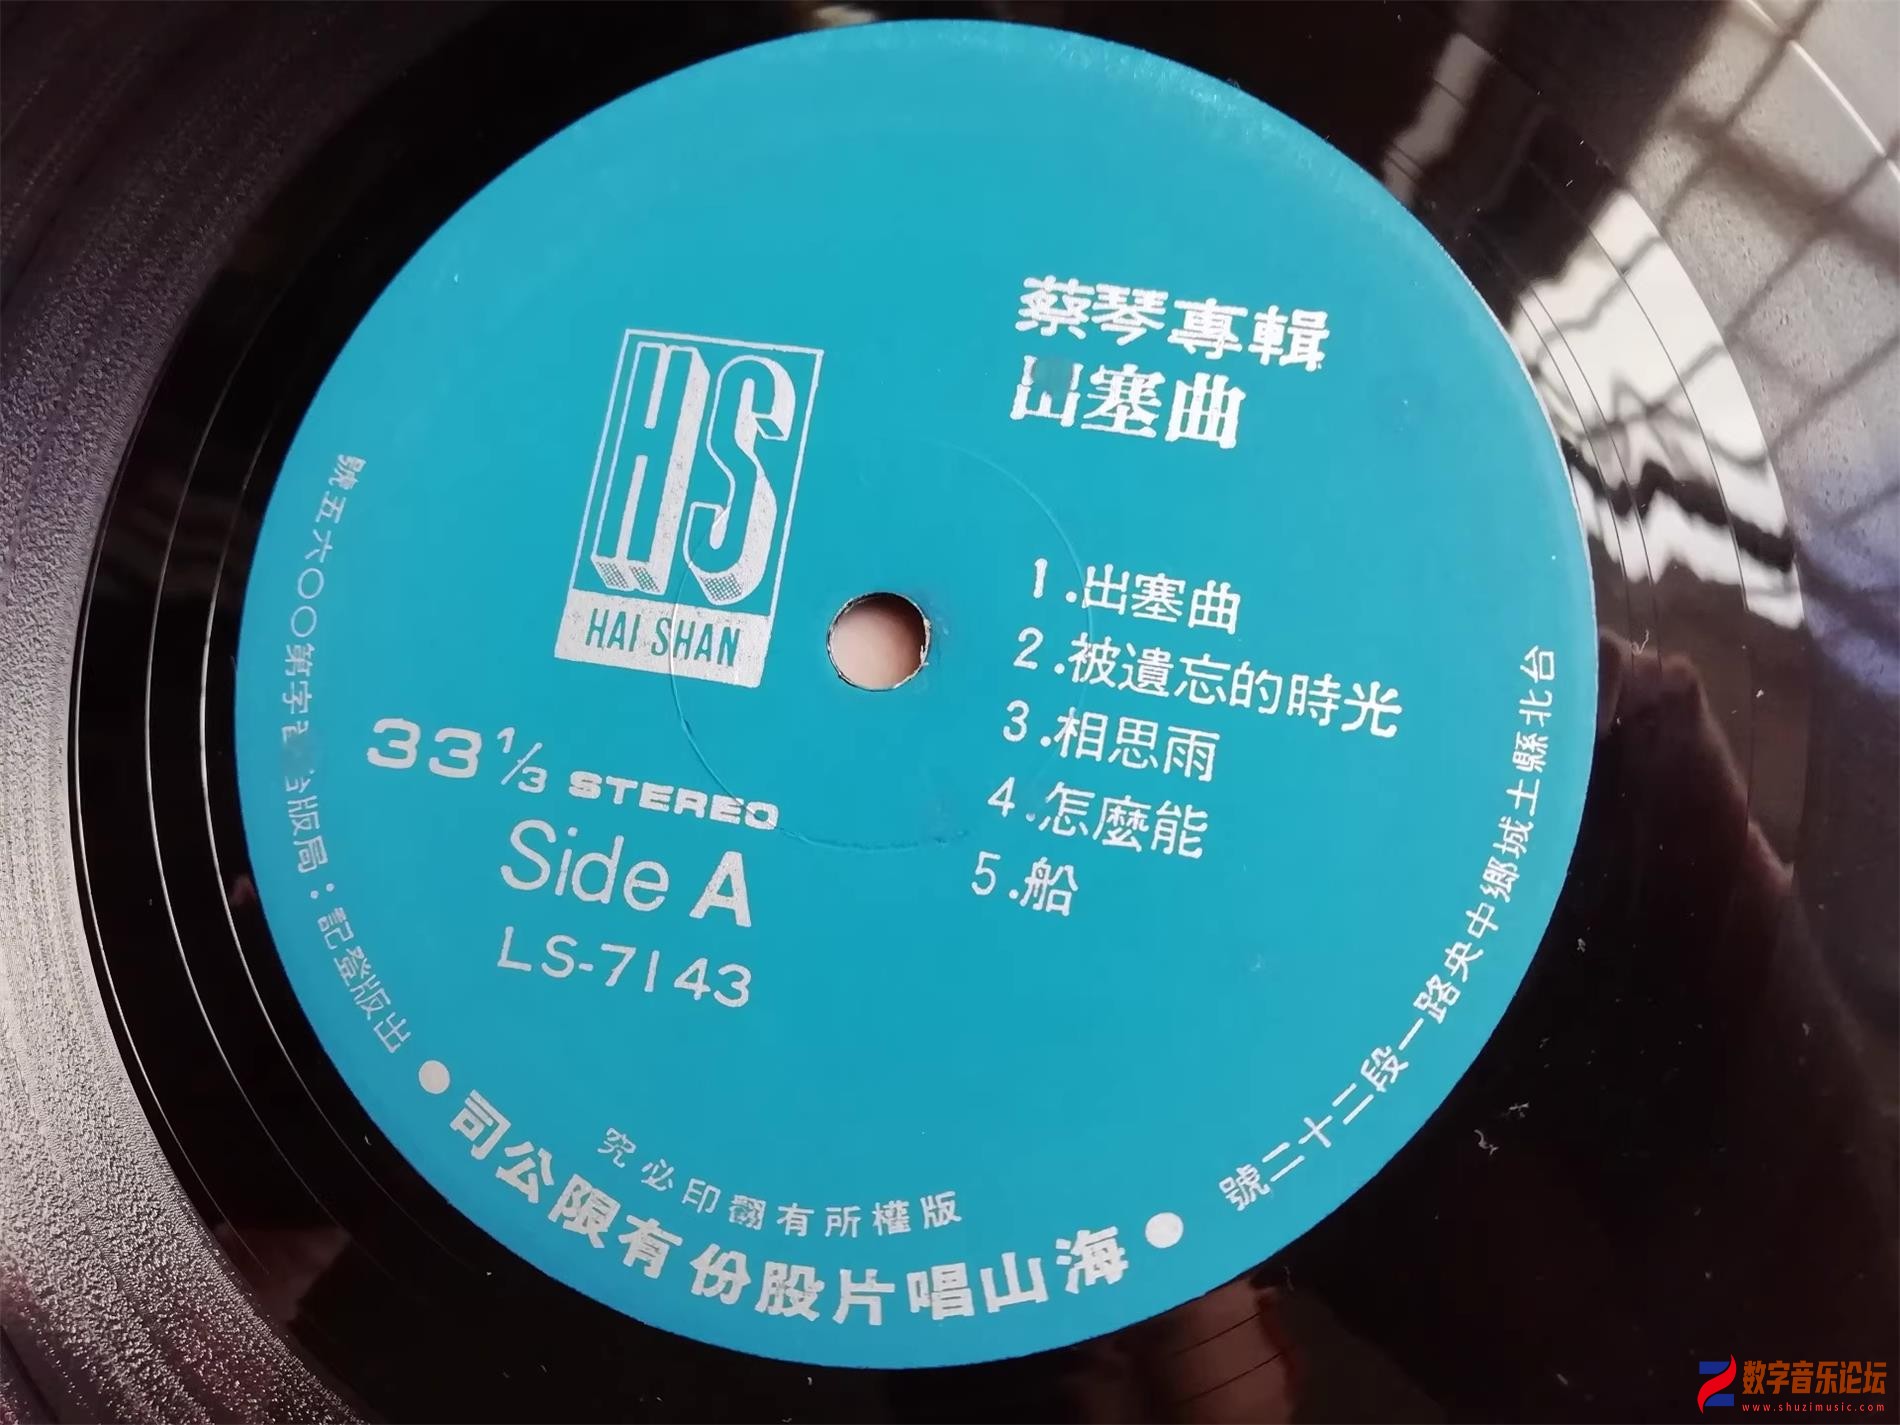 蔡琴專輯
出塞曲
HS
HAI SHAN
1.出塞曲
2.被遺忘的時光
3.相思雨
4.怎麼能
5.船
33 1/3 STEREO
Side A
LS-7143
出版登記：局版台字第〇〇六五號
版權所有翻印必究
海山唱片股份有限公司
台北縣土城鄉中央路一段二十二號
数字音乐论坛
www.shuzimusic.com